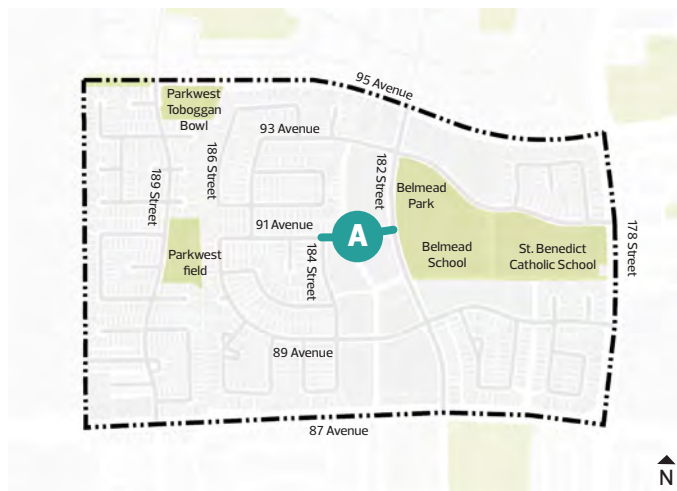 95 Avenue
Parkwest
Toboggan
Bowl
93 Avenue
186 Street
182 Street
189 Street
Belmead
Park
91 Avenue
A
178 Street
Parkwest
field
184 Street
Belmead
School
St. Benedict
Catholic School
89 Avenue
87 Avenue
N